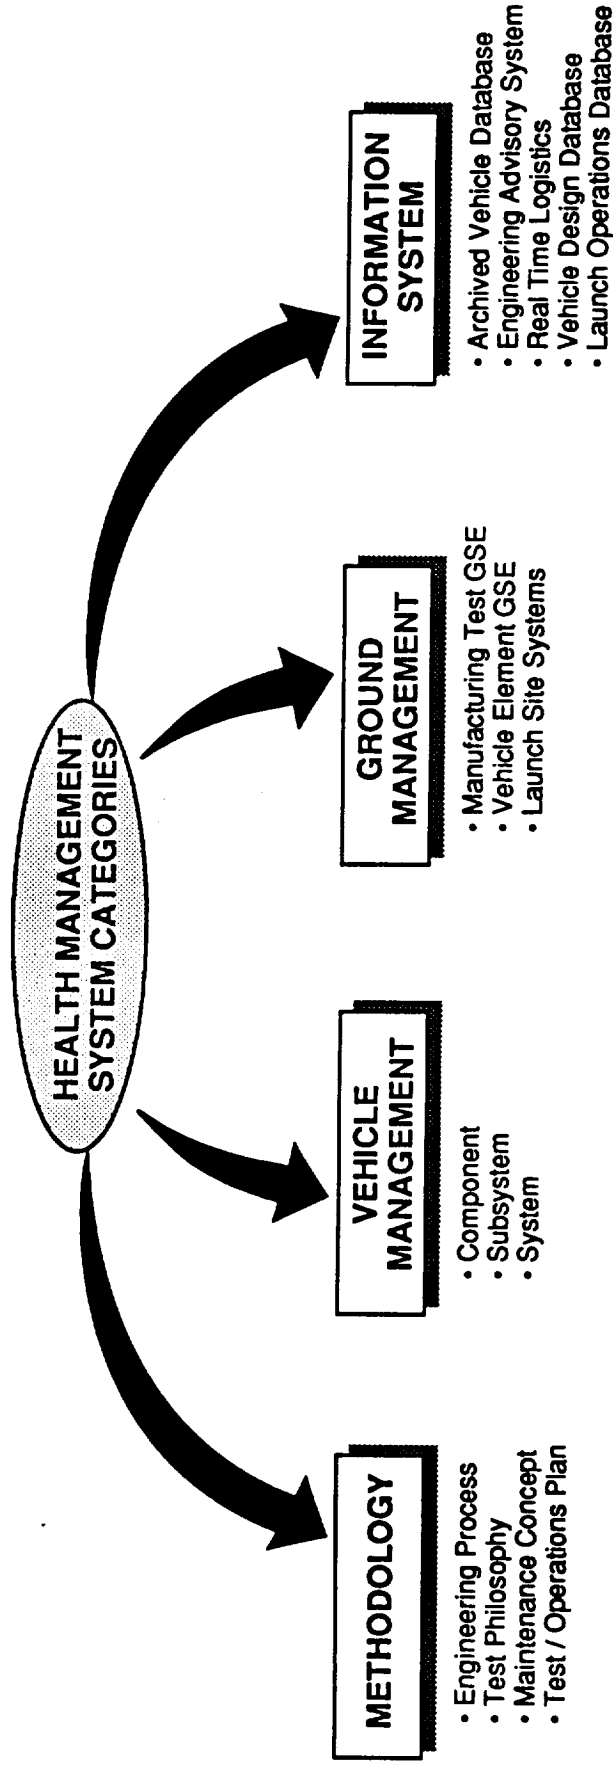 HEALTH MANAGEMENT
SYSTEM CATEGORIES
METHODOLOGY
• Engineering Process
• Test Philosophy
• Maintenance Concept
• Test / Operations Plan
VEHICLE
MANAGEMENT
• Component
• Subsystem
• System
GROUND
MANAGEMENT
• Manufacturing Test GSE
• Vehicle Element GSE
• Launch Site Systems
INFORMATION
SYSTEM
• Archived Vehicle Database
• Engineering Advisory System
• Real Time Logistics
• Vehicle Design Database
• Launch Operations Database